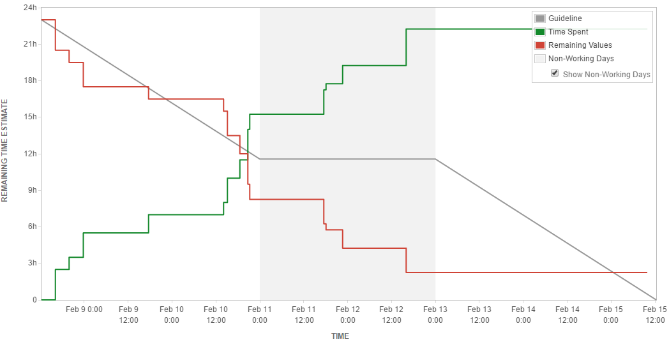 24h
21h
18h
15h
12h
9h
6h
3h
0
REMAINING TIME ESTIMATE
Guideline
Time Spent
Remaining Values
Non-Working Days
Show Non-Working Days
Feb 9 0:00 Feb 9 Feb 10 Feb 10 Feb 11 Feb 11 Feb 12 Feb 12 Feb 13 Feb 13 Feb 14 Feb 14 Feb 15 Feb 15
12:00 0:00 12:00 0:00 12:00 0:00 12:00 0:00 12:00 0:00 12:00 0:00 12:00
TIME